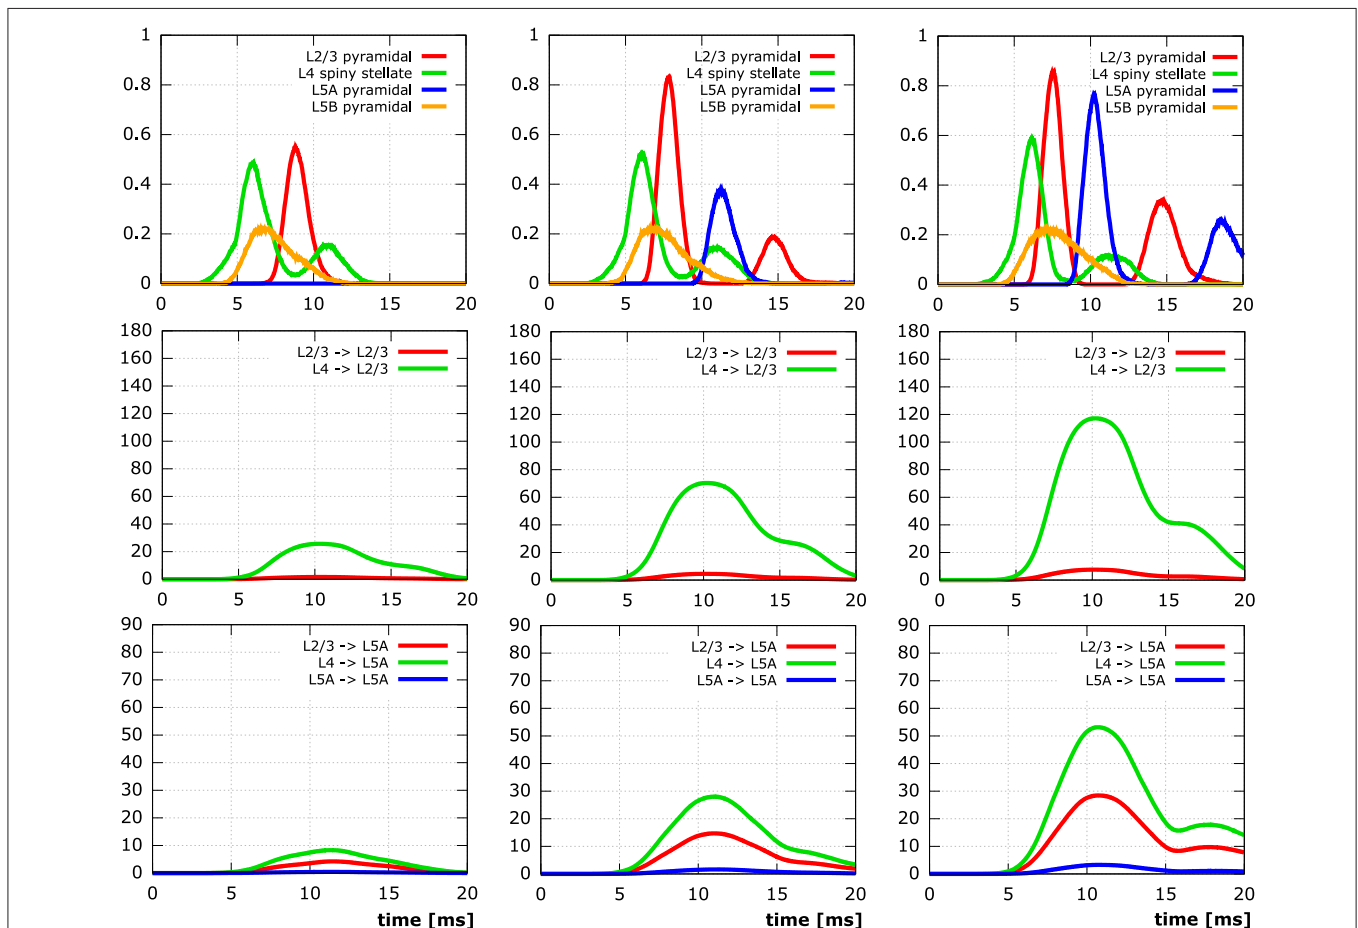 1
0.8
0.6
0.4
0.2
0
0 5 10 15 20
L2/3 pyramidal
L4 spiny stellate
L5A pyramidal
L5B pyramidal
1
0.8
0.6
0.4
0.2
0
0 5 10 15 20
L2/3 pyramidal
L4 spiny stellate
L5A pyramidal
L5B pyramidal
1
0.8
0.6
0.4
0.2
0
0 5 10 15 20
L2/3 pyramidal
L4 spiny stellate
L5A pyramidal
L5B pyramidal
180
160
140
120
100
80
60
40
20
0
0 5 10 15 20
L2/3 -> L2/3
L4 -> L2/3
180
160
140
120
100
80
60
40
20
0
0 5 10 15 20
L2/3 -> L2/3
L4 -> L2/3
180
160
140
120
100
80
60
40
20
0
0 5 10 15 20
L2/3 -> L2/3
L4 -> L2/3
90
80
70
60
50
40
30
20
10
0
0 5 10 15 20
L2/3 -> L5A
L4 -> L5A
L5A -> L5A
time [ms]
90
80
70
60
50
40
30
20
10
0
0 5 10 15 20
L2/3 -> L5A
L4 -> L5A
L5A -> L5A
time [ms]
90
80
70
60
50
40
30
20
10
0
0 5 10 15 20
L2/3 -> L5A
L4 -> L5A
L5A -> L5A
time [ms]